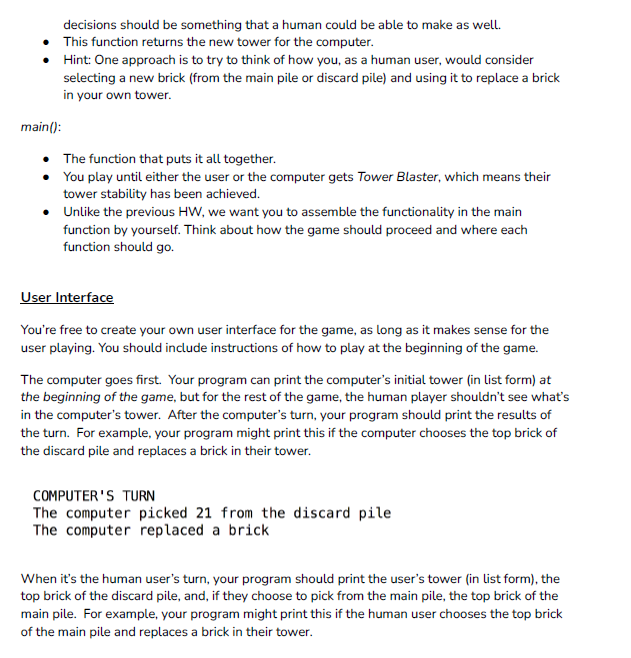 decisions should be something that a human could be able to make as well.
• This function returns the new tower for the computer.
• Hint: One approach is to try to think of how you, as a human user, would consider
selecting a new brick (from the main pile or discard pile) and using it to replace a brick
in your own tower.
main():
• The function that puts it all together.
• You play until either the user or the computer gets Tower Blaster, which means their
tower stability has been achieved.
• Unlike the previous HW, we want you to assemble the functionality in the main
function by yourself. Think about how the game should proceed and where each
function should go.
User Interface
You're free to create your own user interface for the game, as long as it makes sense for the
user playing. You should include instructions of how to play at the beginning of the game.
The computer goes first. Your program can print the computer's initial tower (in list form) at
the beginning of the game, but for the rest of the game, the human player shouldn't see what's
in the computer's tower. After the computer's turn, your program should print the results of
the turn. For example, your program might print this if the computer chooses the top brick of
the discard pile and replaces a brick in their tower.
COMPUTER'S TURN
The computer picked 21 from the discard pile
The computer replaced a brick
When it's the human user's turn, your program should print the user's tower (in list form), the
top brick of the discard pile, and, if they choose to pick from the main pile, the top brick of the
main pile. For example, your program might print this if the human user chooses the top brick
of the main pile and replaces a brick in their tower.